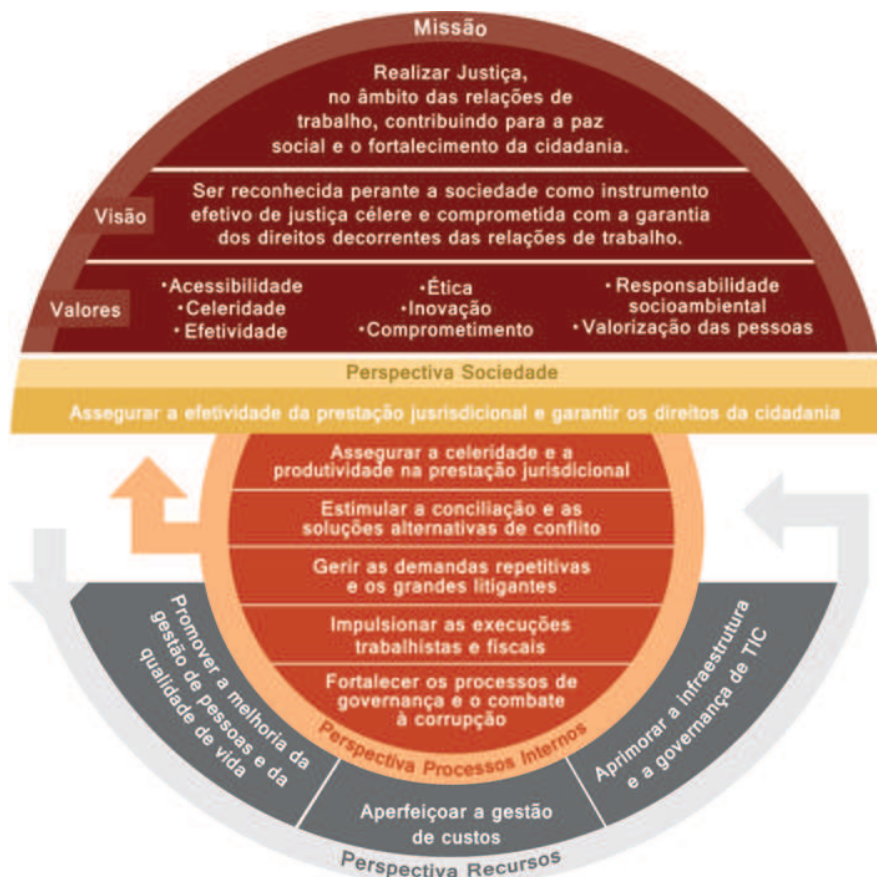 Missão
Realizar Justiça,
no âmbito das relações de
trabalho, contribuindo para a paz
social e o fortalecimento da cidadania.
Visão
Ser reconhecida perante a sociedade como instrumento
efetivo de justiça célere e comprometida com a garantia
dos direitos decorrentes das relações de trabalho.
Valores
•Acessibilidade
•Celeridade
•Efetividade
•Ética
•Inovação
•Comprometimento
• Responsabilidade
socioambiental
•Valorização das pessoas
Perspectiva Sociedade
Assegurar a efetividade da prestação jusrisdicional e garantir os direitos da cidadania
Assegurar a celeridade e a
produtividade na prestação jurisdicional
Estimular a conciliação e as
soluções alternativas de conflito
Gerir as demandas repetitivas
e os grandes litigantes
Impulsionar as execuções
trabalhistas e fiscais
Fortalecer os processos de
governança e o combate
à corrupção
Perspectiva Processos Internos
Promover a melhoria da
gestão de pessoas e da
qualidade de vida
Aperfeiçoar a gestão
de custos
Aprimorar a infraestrutura
e a governança de TIC
Perspectiva Recursos